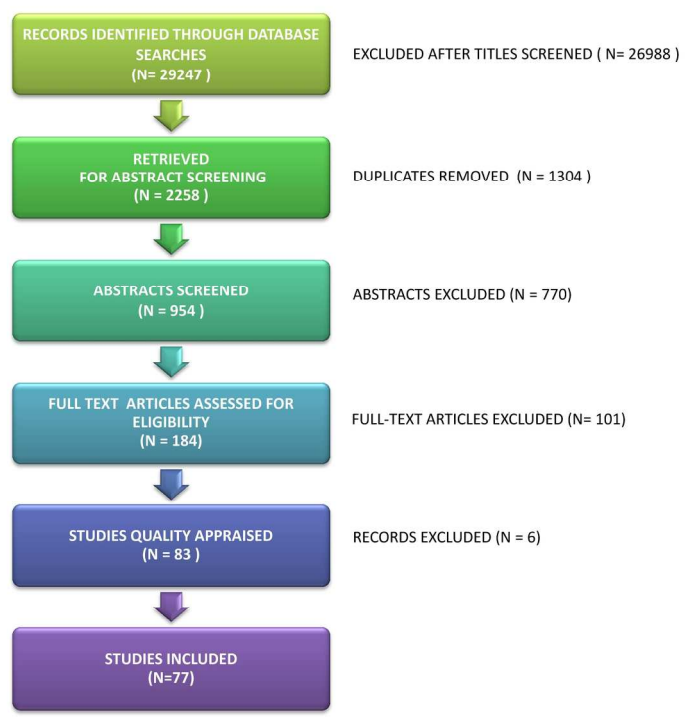 RECORDS IDENTIFIED THROUGH DATABASE
SEARCHES
(N= 29247 )
EXCLUDED AFTER TITLES SCREENED ( N= 26988 )
RETRIEVED
FOR ABSTRACT SCREENING
(N = 2258 )
DUPLICATES REMOVED (N = 1304 )
ABSTRACTS SCREENED
(N = 954 )
ABSTRACTS EXCLUDED (N = 770)
FULL TEXT ARTICLES ASSESSED FOR
ELIGIBILITY
(N = 184)
FULL-TEXT ARTICLES EXCLUDED (N= 101)
STUDIES QUALITY APPRAISED
(N = 83 )
RECORDS EXCLUDED (N = 6)
STUDIES INCLUDED
(N=77)